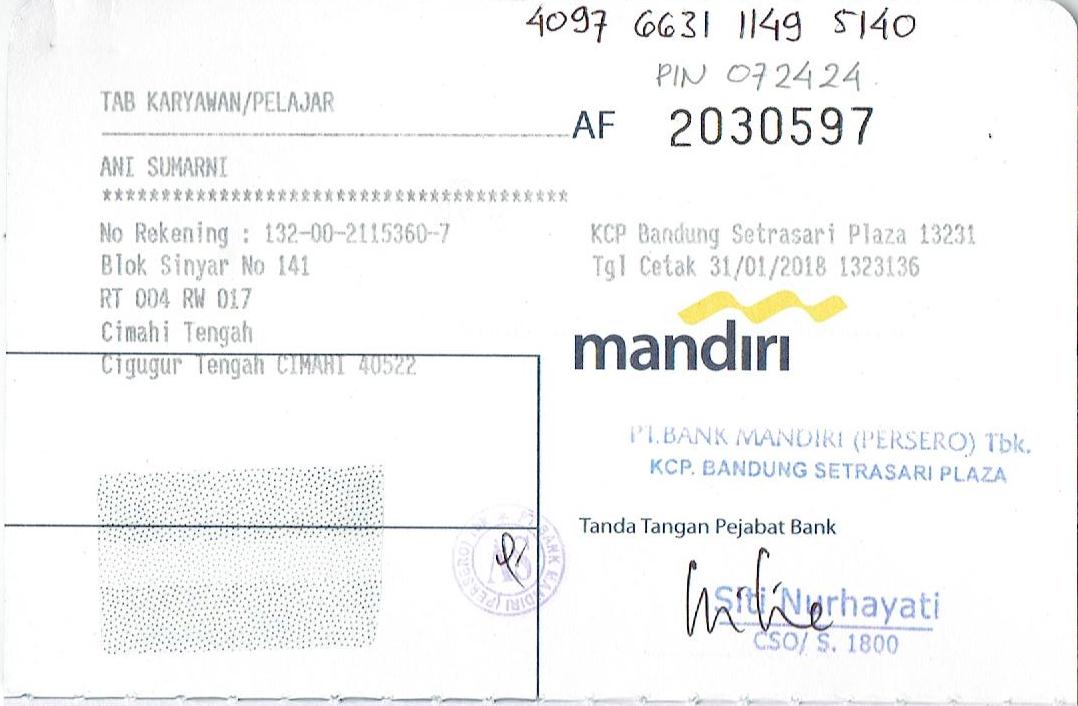 4097 6631 1149 5140
PIN 072424
TAB KARYAWAN/PELAJAR
AF 2030597
ANI SUMARNI
***************************************
No Rekening : 132-00-2115360-7
Blok Sinyar No 141
RT 004 RW 017
Cimahi Tengah
Cigugur Tengah CIMAHI 40522
KCP Bandung Setrasari Plaza 13231
Tgl Cetak 31/01/2018 1323136
mandırı
PT.BANK MANDIRI (PERSERO) Tbk.
KCP. BANDUNG SETRASARI PLAZA
Tanda Tangan Pejabat Bank
Siti Nurhayati
CSO/ S. 1800